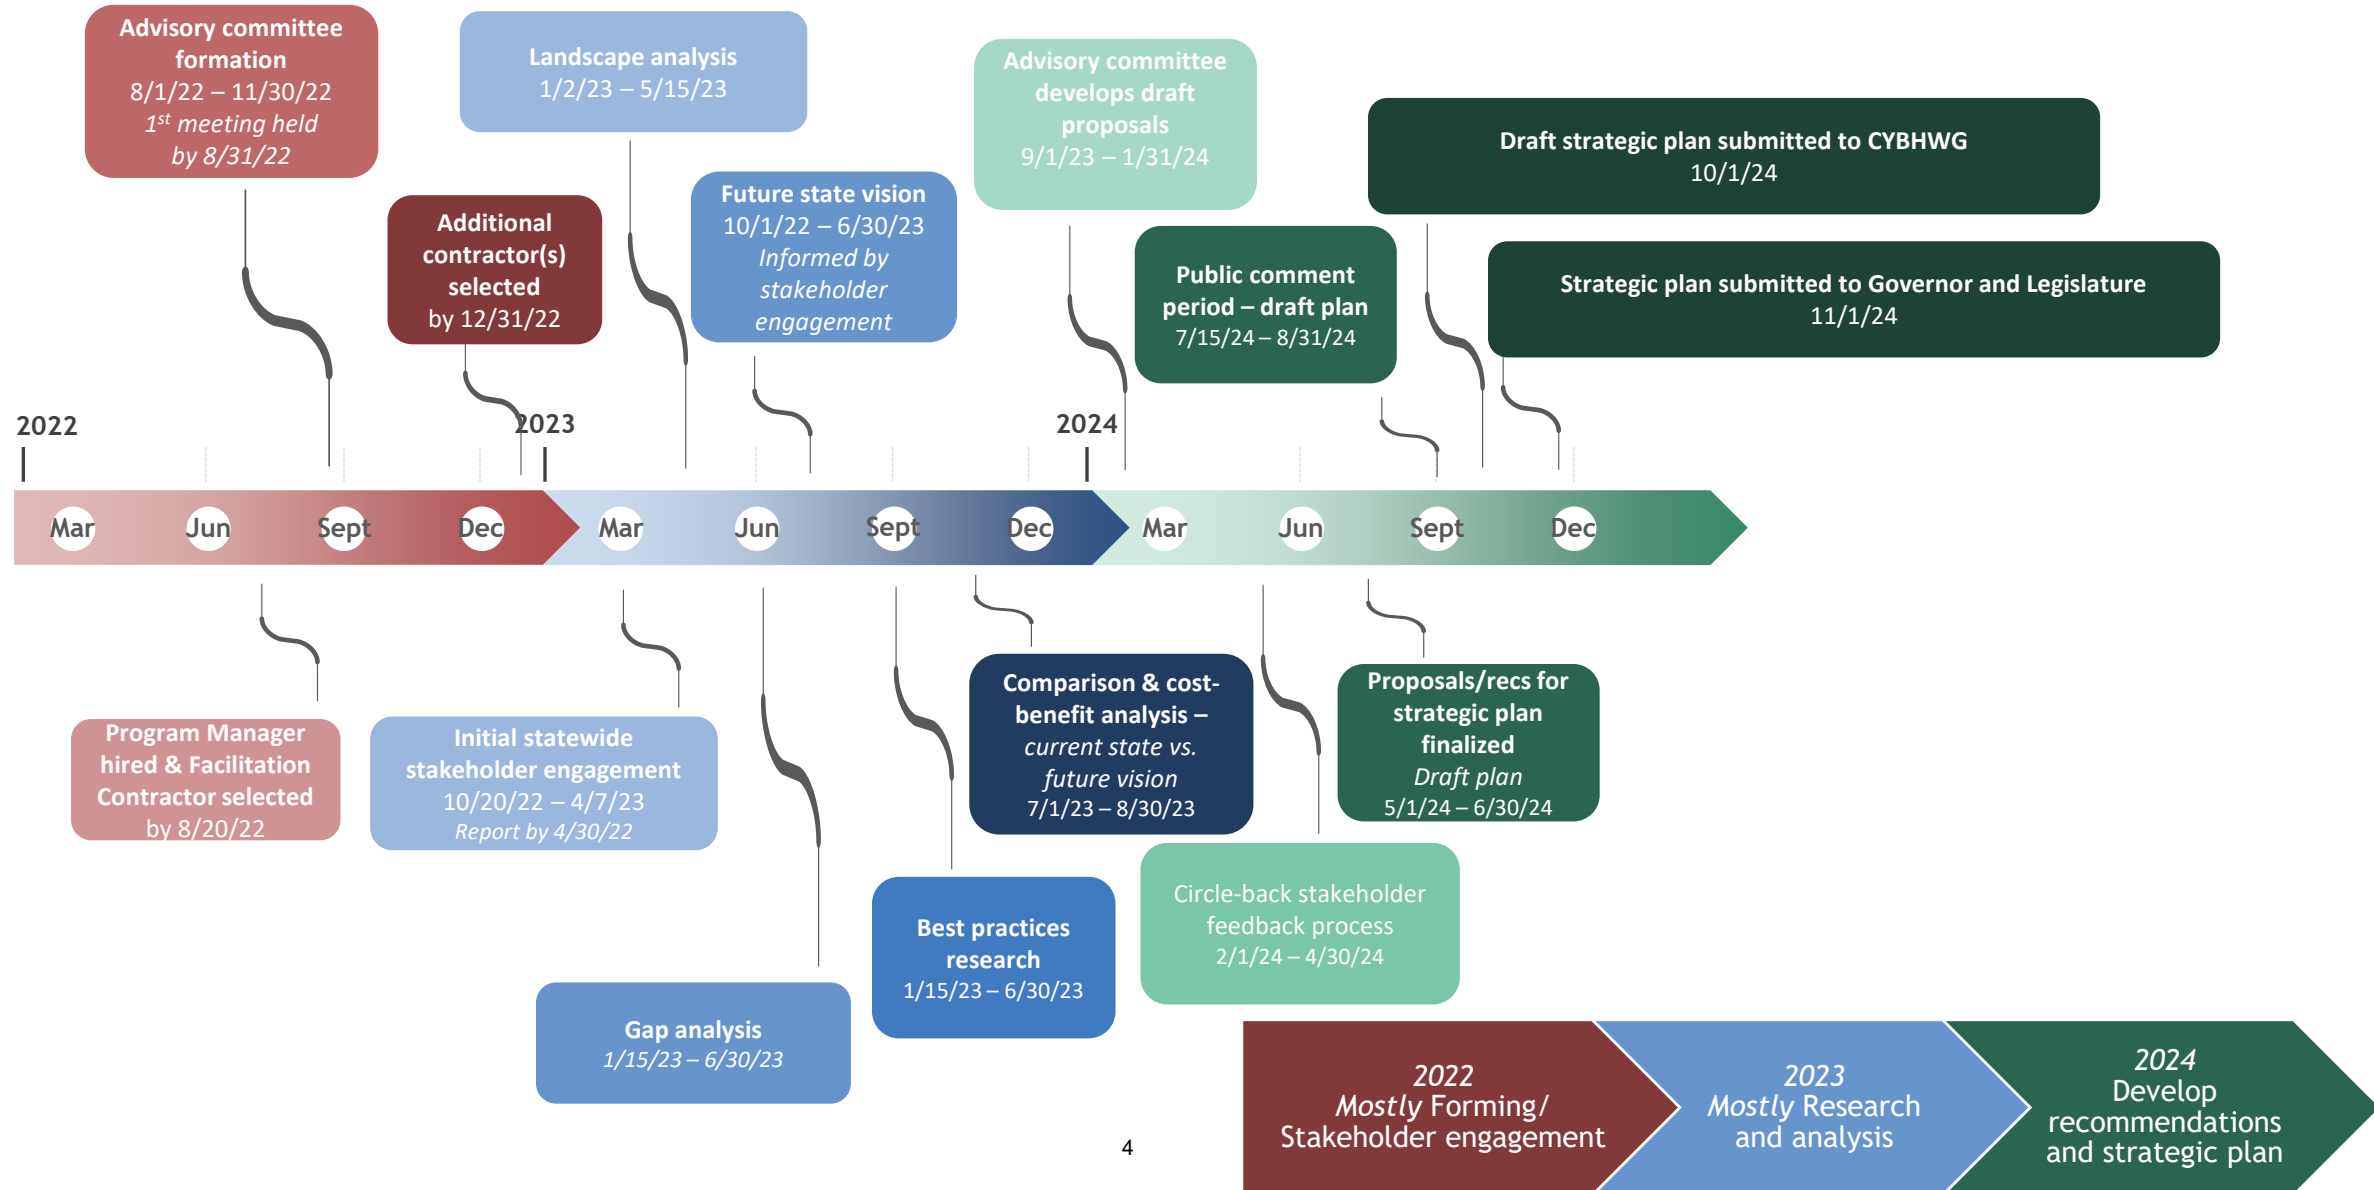 Advisory committee
formation
8/1/22 – 11/30/22
1st meeting held
by 8/31/22
Landscape analysis
1/2/23 – 5/15/23
Advisory committee
develops draft
proposals
9/1/23 – 1/31/24
Draft strategic plan submitted to CYBHWG
10/1/24
Additional
contractor(s)
selected
by 12/31/22
Future state vision
10/1/22 – 6/30/23
Informed by
stakeholder
engagement
Public comment
period – draft plan
7/15/24 – 8/31/24
Strategic plan submitted to Governor and Legislature
11/1/24
2022
2023
2024
Mar Jun Sept Dec Mar Jun Sept Dec Mar Jun Sept Dec
Program Manager
hired & Facilitation
Contractor selected
by 8/20/22
Initial statewide
stakeholder engagement
10/20/22 – 4/7/23
Report by 4/30/22
Comparison & cost-
benefit analysis –
current state vs.
future vision
7/1/23 – 8/30/23
Proposals/recs for
strategic plan
finalized
Draft plan
5/1/24 – 6/30/24
Best practices
research
1/15/23 – 6/30/23
Circle-back stakeholder
feedback process
2/1/24 – 4/30/24
Gap analysis
1/15/23 – 6/30/23
2022
Mostly Forming/
Stakeholder engagement
2023
Mostly Research
and analysis
2024
Develop
recommendations
and strategic plan
4